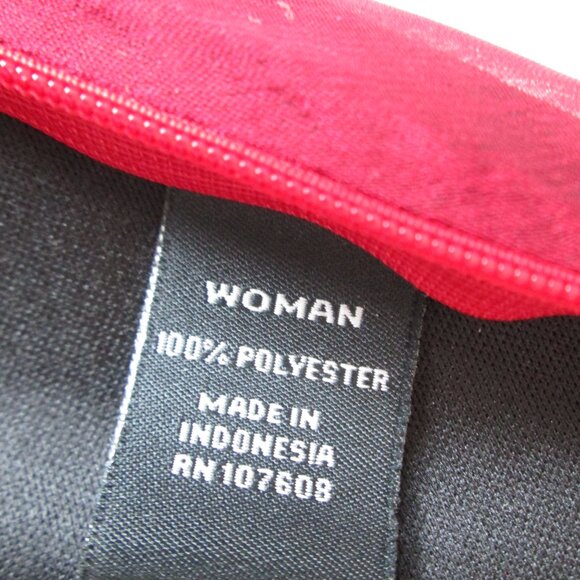 WOMAN
100% POLYESTER
MADE IN
INDONESIA
RN 107608